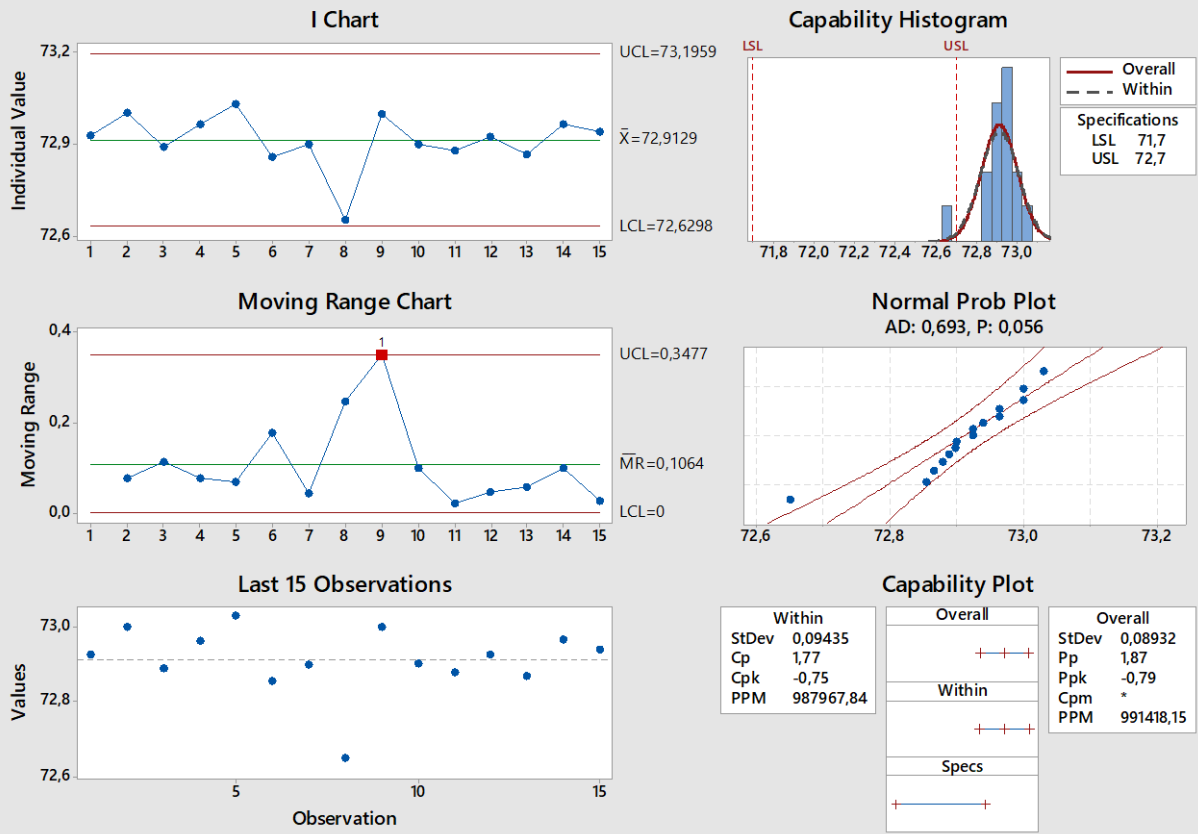 I Chart
Individual Value
73,2
72,9
72,6
1 2 3 4 5 6 7 8 9 10 11 12 13 14 15
UCL=73,1959
X̄=72,9129
LCL=72,6298
Capability Histogram
LSL USL
71,8 72,0 72,2 72,4 72,6 72,8 73,0
Overall
Within
Specifications
LSL 71,7
USL 72,7
Moving Range Chart
Moving Range
0,4
0,2
0,0
1
1 2 3 4 5 6 7 8 9 10 11 12 13 14 15
UCL=0,3477
M̅R̅=0,1064
LCL=0
Normal Prob Plot
AD: 0,693, P: 0,056
72,6 72,8 73,0 73,2
Last 15 Observations
Values
73,0
72,8
72,6
5 10 15
Observation
Capability Plot
Within
StDev 0,09435
Cp 1,77
Cpk -0,75
PPM 987967,84
Overall
Within
Specs
Overall
StDev 0,08932
Pp 1,87
Ppk -0,79
Cpm *
PPM 991418,15